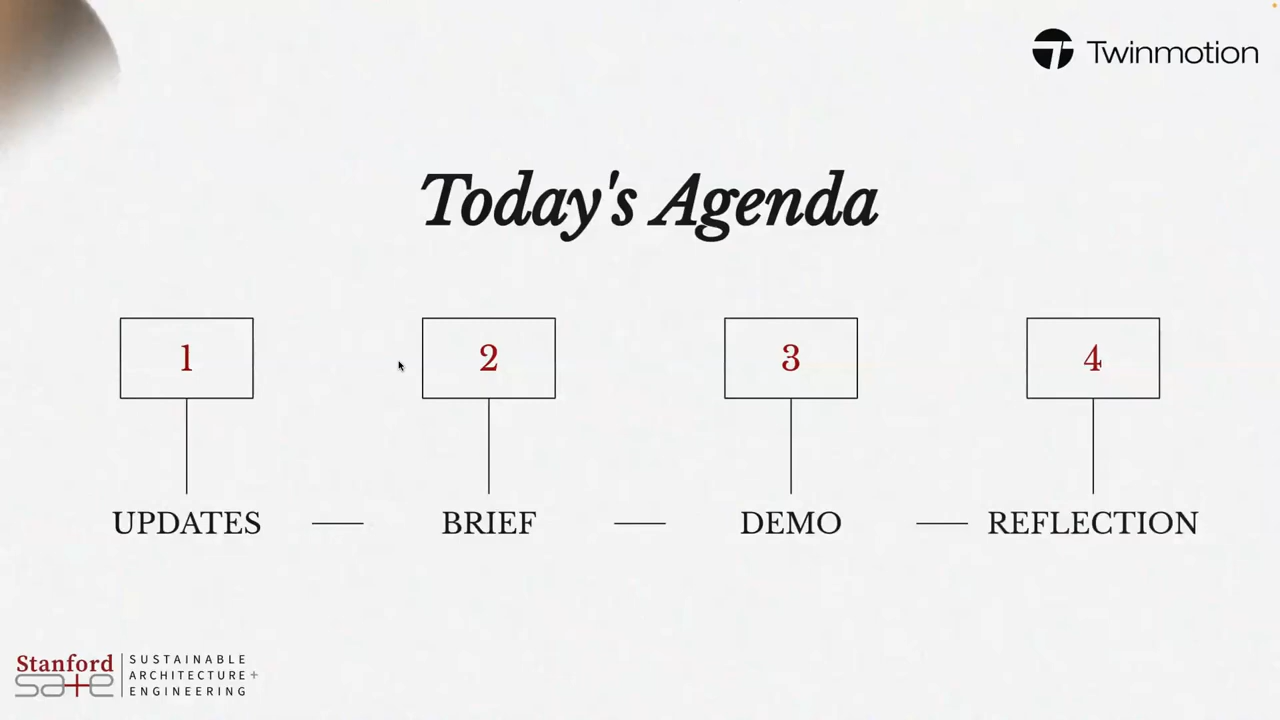 Twinmotion
Today's Agenda
1
2
3
4
UPDATES
BRIEF
DEMO
REFLECTION
Stanford
sa+e
SUSTAINABLE
ARCHITECTURE+
ENGINEERING